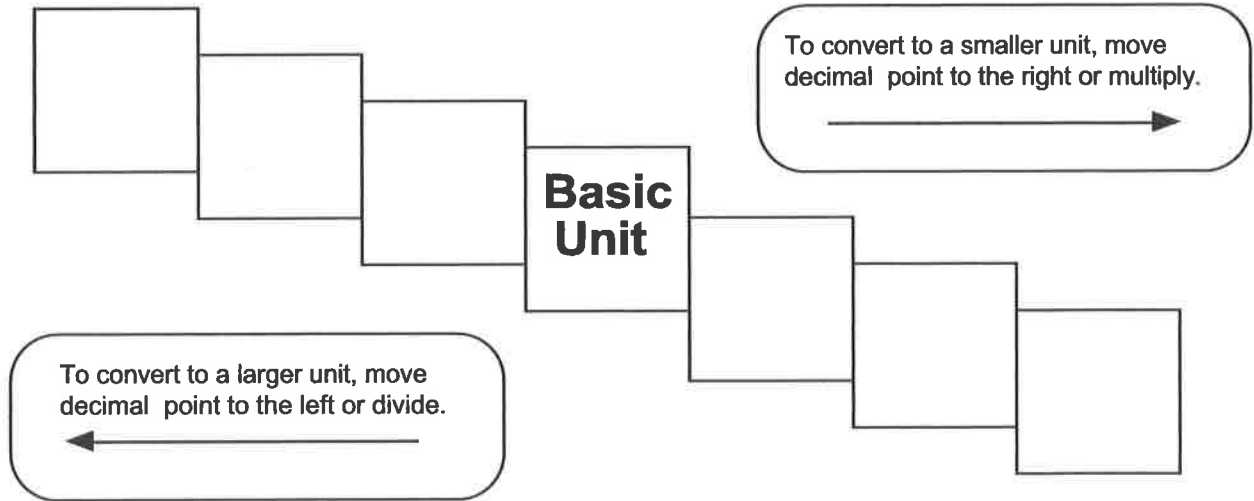 To convert to a smaller unit, move
decimal point to the right or multiply.
Basic
Unit
To convert to a larger unit, move
decimal point to the left or divide.